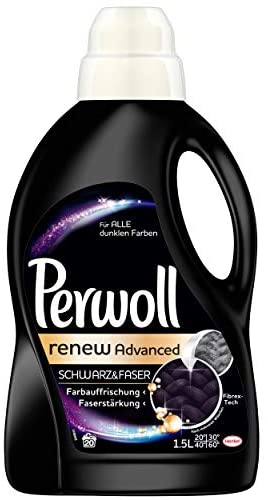 Für ALLE
dunklen Farben
Perwoll
renew Advanced
SCHWARZ&FASER
Farbauffrischung
Faserstärkung
Fibrex-
Tech
20
1.5L
20° 30°
40° 60°
Henkel